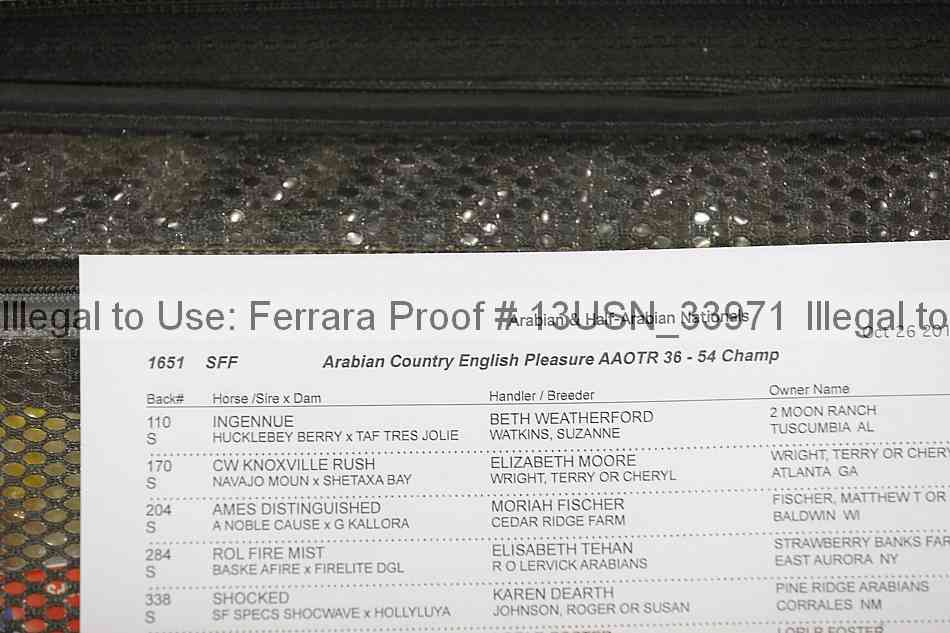 Illegal to Use: Ferrara Proof # 13USN_33971 Illegal to
Arabian & Half-Arabian Nationals
Oct 26 201
1651 SFF Arabian Country English Pleasure AAOTR 36 - 54 Champ
Back# Horse /Sire x Dam Handler / Breeder Owner Name
110 INGENNUE BETH WEATHERFORD 2 MOON RANCH
S HUCKLEBEY BERRY x TAF TRES JOLIE WATKINS, SUZANNE TUSCUMBIA AL
170 CW KNOXVILLE RUSH ELIZABETH MOORE WRIGHT, TERRY OR CHERY
S NAVAJO MOUN x SHETAXA BAY WRIGHT, TERRY OR CHERYL ATLANTA GA
204 AMES DISTINGUISHED MORIAH FISCHER FISCHER, MATTHEW T OR
S A NOBLE CAUSE x G KALLORA CEDAR RIDGE FARM BALDWIN WI
284 ROL FIRE MIST ELISABETH TEHAN STRAWBERRY BANKS FAR
S BASKE AFIRE x FIRELITE DGL R O LERVICK ARABIANS EAST AURORA NY
338 SHOCKED KAREN DEARTH PINE RIDGE ARABIANS
S SF SPECS SHOCWAVE x HOLLYLUYA JOHNSON, ROGER OR SUSAN CORRALES NM